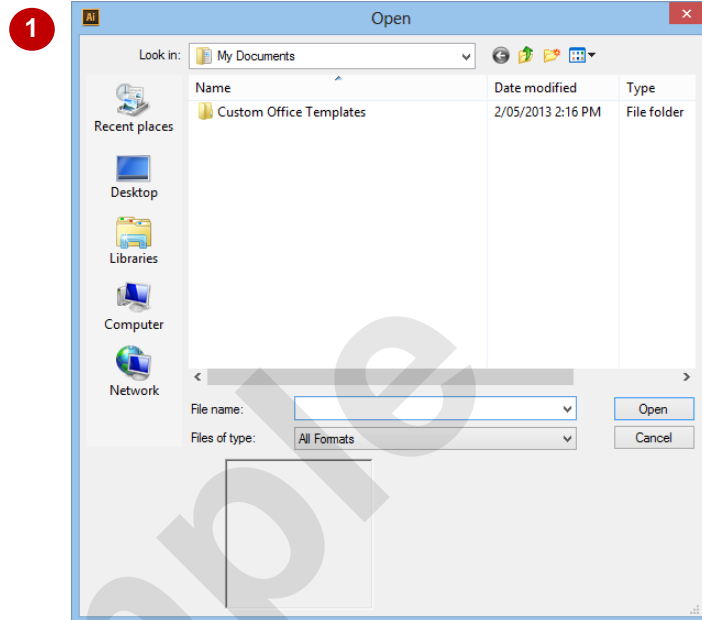 1
Ai
Open
Look in: My Documents
Name Date modified Type
Custom Office Templates 2/05/2013 2:16 PM File folder
Recent places
Desktop
Libraries
Computer
Network
File name: Open
Files of type: All Formats Cancel
mple